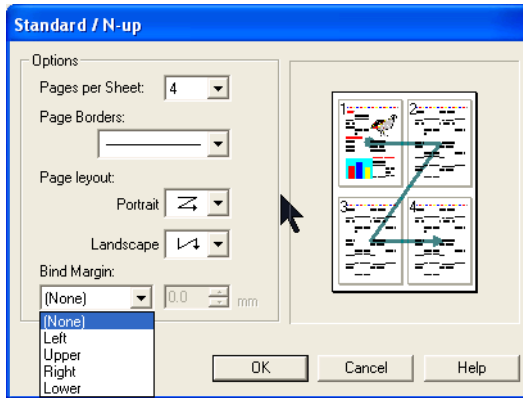 Standard / N-up
Options
Pages per Sheet: 4
Page Borders:
Page leyout:
Portrait
Landscape
Bind Margin:
(None) 0.0 mm
(None)
Left
Upper
Right
Lower
1 2
3 4
OK Cancel Help